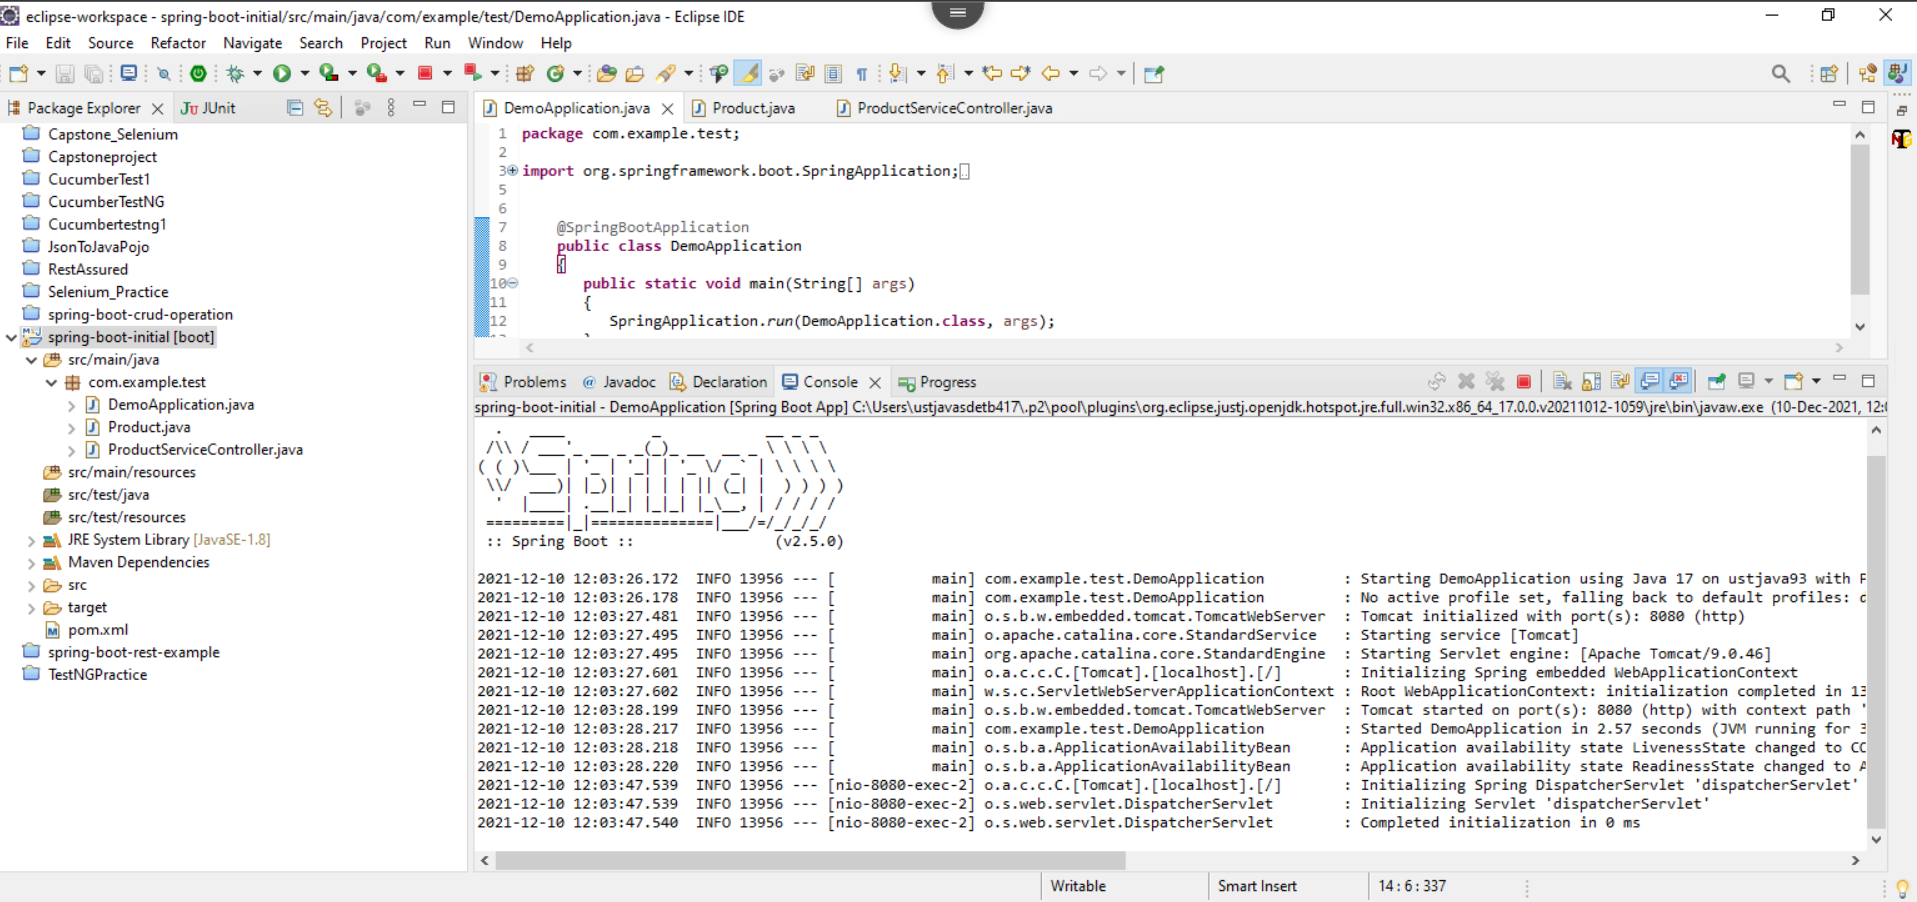 eclipse-workspace - spring-boot-initial/src/main/java/com/example/test/DemoApplication.java - Eclipse IDE
File Edit Source Refactor Navigate Search Project Run Window Help
Package Explorer
JUnit
Capstone_Selenium
Capstoneproject
CucumberTest1
CucumberTestNG
Cucumbertestng1
JsonToJavaPojo
RestAssured
Selenium_Practice
spring-boot-crud-operation
spring-boot-initial [boot]
src/main/java
com.example.test
DemoApplication.java
Product.java
ProductServiceController.java
src/main/resources
src/test/java
src/test/resources
JRE System Library [JavaSE-1.8]
Maven Dependencies
src
target
pom.xml
spring-boot-rest-example
TestNGPractice
DemoApplication.java Product.java ProductServiceController.java
1 package com.example.test;
2
3 import org.springframework.boot.SpringApplication;
5
6
7 @SpringBootApplication
8 public class DemoApplication
9 {
10 public static void main(String[] args)
11 {
12 SpringApplication.run(DemoApplication.class, args);
Problems Javadoc Declaration Console Progress
spring-boot-initial - DemoApplication [Spring Boot App] C:\Users\ustjavasdetb417\.p2\pool\plugins\org.eclipse.justj.openjdk.hotspot.jre.full.win32.x86_64_17.0.0.v20211012-1059\jre\bin\javaw.exe (10-Dec-2021, 12:
Spring
:: Spring Boot :: (v2.5.0)
2021-12-10 12:03:26.172 INFO 13956 --- [ main] com.example.test.DemoApplication : Starting DemoApplication using Java 17 on ustjava93 with
2021-12-10 12:03:26.178 INFO 13956 --- [ main] com.example.test.DemoApplication : No active profile set, falling back to default profiles:
2021-12-10 12:03:27.481 INFO 13956 --- [ main] o.s.b.w.embedded.tomcat.TomcatWebServer : Tomcat initialized with port(s): 8080 (http)
2021-12-10 12:03:27.495 INFO 13956 --- [ main] o.apache.catalina.core.StandardService : Starting service [Tomcat]
2021-12-10 12:03:27.495 INFO 13956 --- [ main] org.apache.catalina.core.StandardEngine : Starting Servlet engine: [Apache Tomcat/9.0.46]
2021-12-10 12:03:27.601 INFO 13956 --- [ main] o.a.c.c.C.[Tomcat].[localhost].[/] : Initializing Spring embedded WebApplicationContext
2021-12-10 12:03:27.602 INFO 13956 --- [ main] w.s.c.ServletWebServerApplicationContext : Root WebApplicationContext: initialization completed in 13
2021-12-10 12:03:28.199 INFO 13956 --- [ main] o.s.b.w.embedded.tomcat.TomcatWebServer : Tomcat started on port(s): 8080 (http) with context path '
2021-12-10 12:03:28.217 INFO 13956 --- [ main] com.example.test.DemoApplication : Started DemoApplication in 2.57 seconds (JVM running for 3
2021-12-10 12:03:28.218 INFO 13956 --- [ main] o.s.b.a.ApplicationAvailabilityBean : Application availability state LivenessState changed to CO
2021-12-10 12:03:28.220 INFO 13956 --- [ main] o.s.b.a.ApplicationAvailabilityBean : Application availability state ReadinessState changed to A
2021-12-10 12:03:47.539 INFO 13956 --- [nio-8080-exec-2] o.a.c.c.C.[Tomcat].[localhost].[/] : Initializing Spring DispatcherServlet 'dispatcherServlet'
2021-12-10 12:03:47.539 INFO 13956 --- [nio-8080-exec-2] o.s.web.servlet.DispatcherServlet : Initializing Servlet 'dispatcherServlet'
2021-12-10 12:03:47.540 INFO 13956 --- [nio-8080-exec-2] o.s.web.servlet.DispatcherServlet : Completed initialization in 0 ms
Writable Smart Insert 14 : 6 : 337